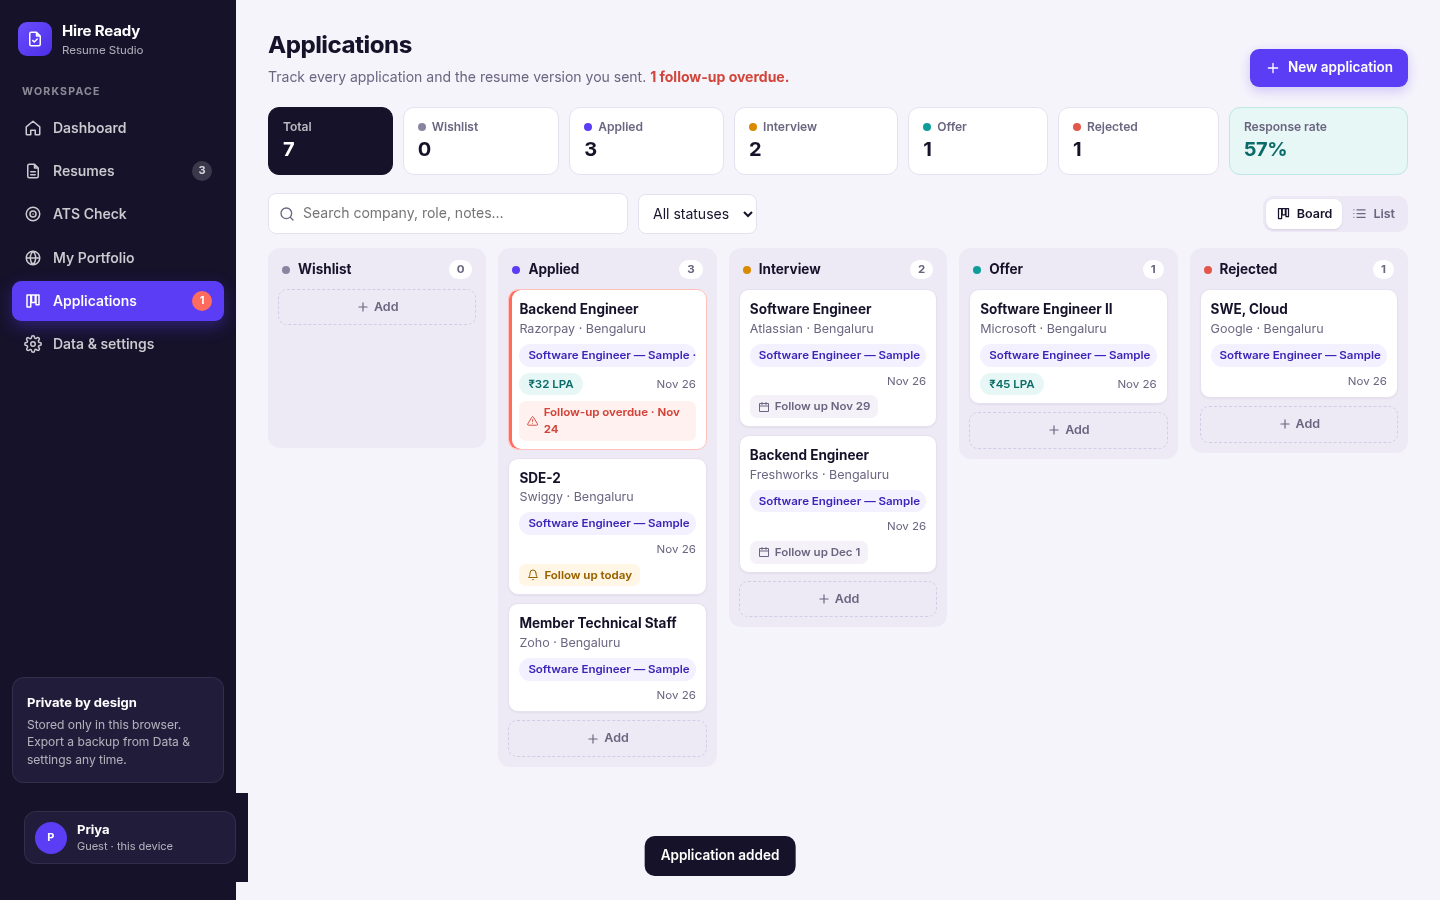 Hire Ready
Resume Studio
WORKSPACE
Dashboard
Resumes 3
ATS Check
My Portfolio
Applications 1
Data & settings
Private by design
Stored only in this browser.
Export a backup from Data &
settings any time.
P
Priya
Guest · this device
Applications
Track every application and the resume version you sent. 1 follow-up overdue.
+ New application
Total
7
Wishlist
0
Applied
3
Interview
2
Offer
1
Rejected
1
Response rate
57%
Search company, role, notes...
All statuses
Board
List
Wishlist 0
+ Add
Applied 3
Backend Engineer
Razorpay · Bengaluru
Software Engineer — Sample ·
₹32 LPA Nov 26
Follow-up overdue · Nov
24
SDE-2
Swiggy · Bengaluru
Software Engineer — Sample
Nov 26
Follow up today
Member Technical Staff
Zoho · Bengaluru
Software Engineer — Sample
Nov 26
+ Add
Interview 2
Software Engineer
Atlassian · Bengaluru
Software Engineer — Sample
Nov 26
Follow up Nov 29
Backend Engineer
Freshworks · Bengaluru
Software Engineer — Sample
Nov 26
Follow up Dec 1
+ Add
Offer 1
Software Engineer II
Microsoft · Bengaluru
Software Engineer — Sample
₹45 LPA Nov 26
+ Add
Rejected 1
SWE, Cloud
Google · Bengaluru
Software Engineer — Sample
Nov 26
+ Add
Application added